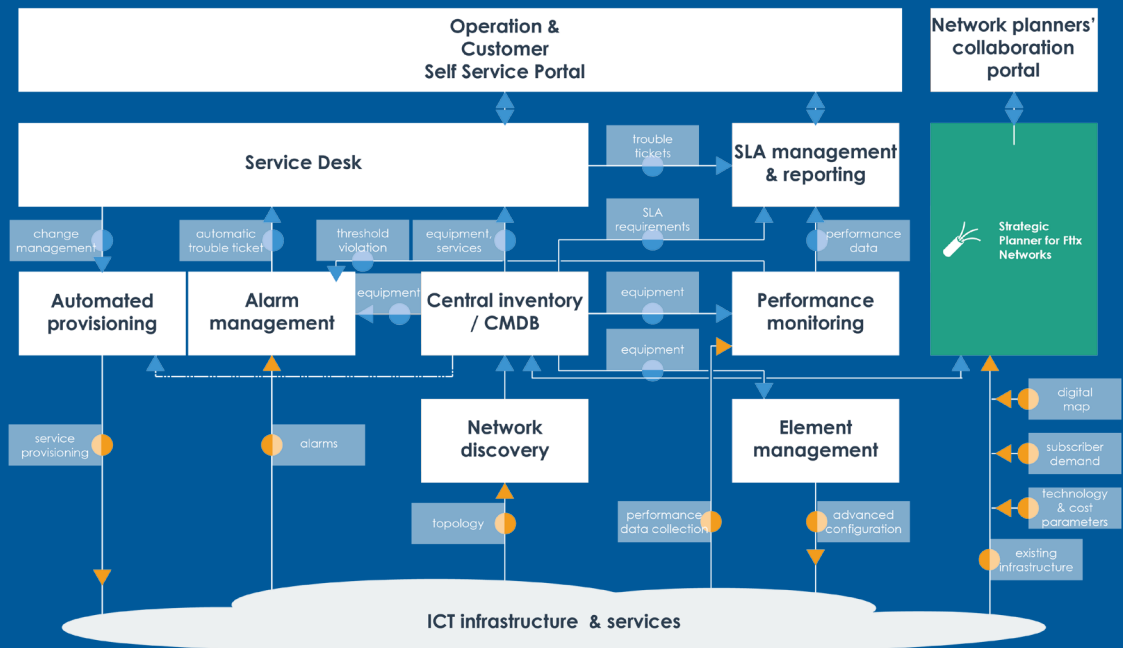 Operation &
Customer
Self Service Portal
Network planners'
collaboration
portal
Service Desk
trouble
tickets
SLA management
& reporting
SLA
requirements
change
management
automatic
trouble ticket
threshold
violation
equipment,
services
performance
data
Strategic
Planner for Fttx
Networks
Automated
provisioning
Alarm
management
equipment
Central inventory
/ CMDB
equipment
equipment
Performance
monitoring
Network
discovery
Element
management
digital
map
service
provisioning
alarms
subscriber
demand
topology
performance
data collection
advanced
configuration
technology
& cost
parameters
existing
infrastructure
ICT infrastructure & services